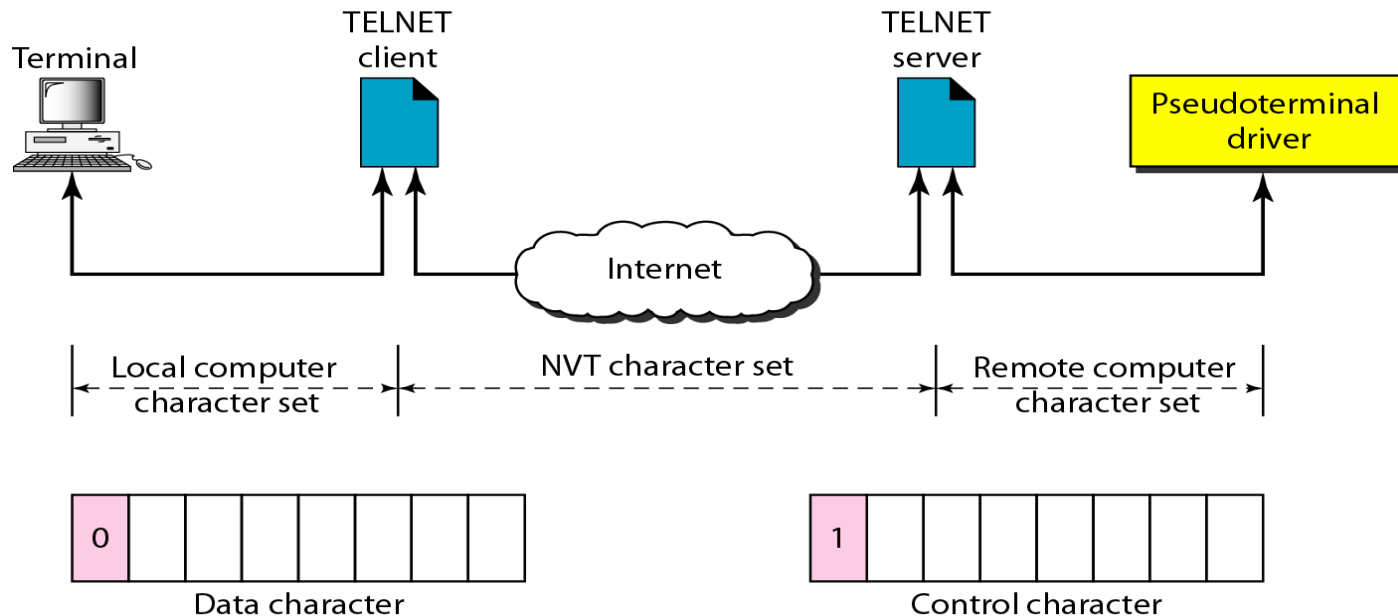 Terminal
TELNET
client
TELNET
server
Pseudoterminal
driver
Internet
Local computer
character set
NVT character set
Remote computer
character set
0
Data character
1
Control character